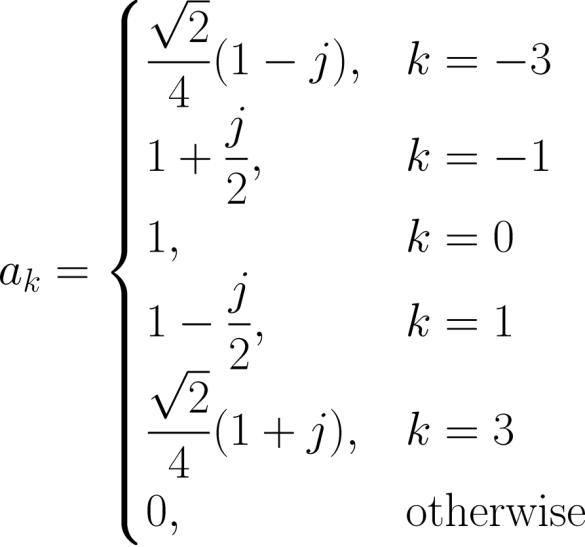 a_k = { √2/4 (1 − j), k = −3
1 + j/2, k = −1
1, k = 0
1 − j/2, k = 1
√2/4 (1 + j), k = 3
0, otherwise